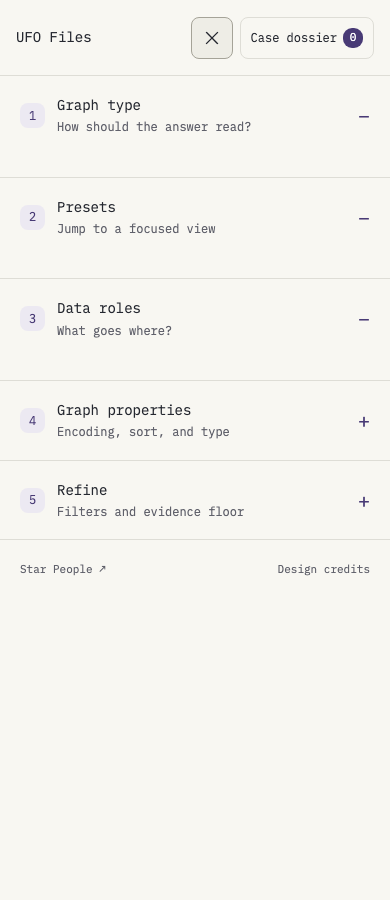 UFO Files
Case dossier 0
1 Graph type −
How should the answer read?
2 Presets −
Jump to a focused view
3 Data roles −
What goes where?
4 Graph properties +
Encoding, sort, and type
5 Refine +
Filters and evidence floor
Star People ↗ Design credits